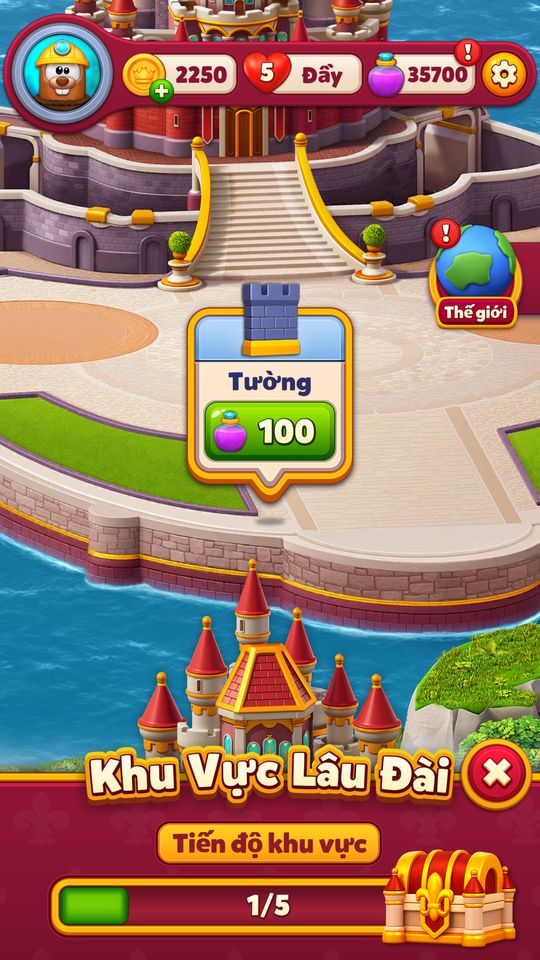 2250
5
Đầy
35700
!
!
Thế giới
Tường
100
Khu Vực Lâu Đài
Tiến độ khu vực
1/5